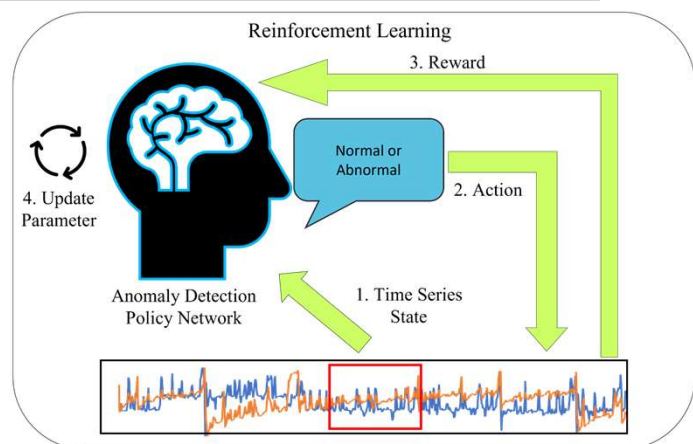 Reinforcement Learning
3. Reward
Normal or
Abnormal
2. Action
4. Update
Parameter
Anomaly Detection
Policy Network
1. Time Series
State